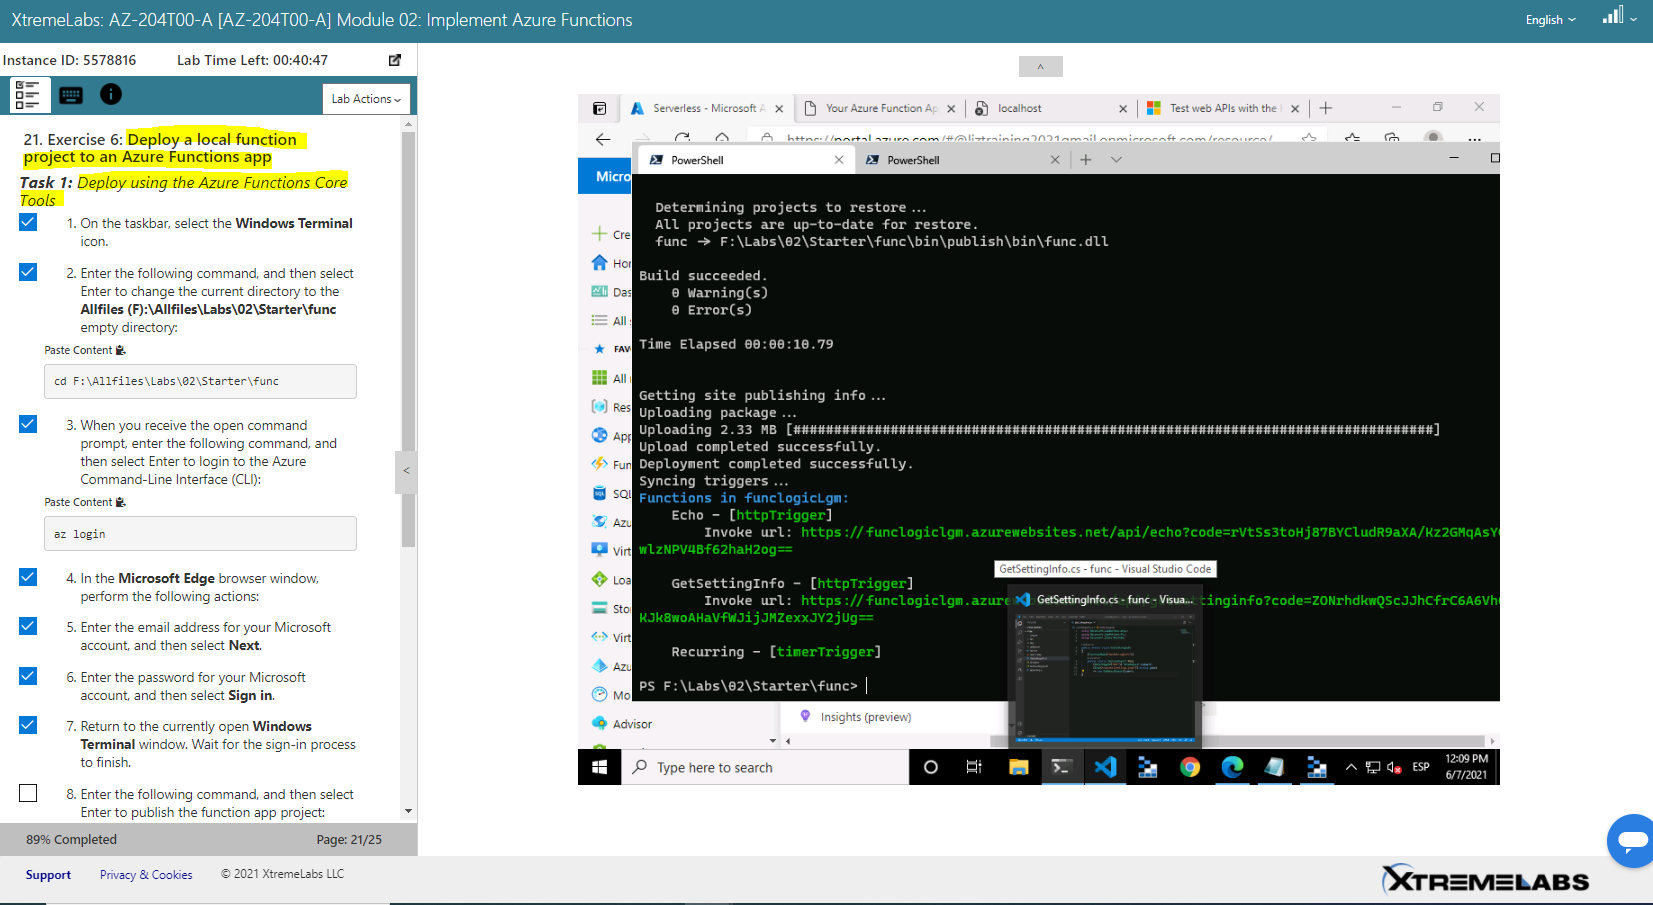 XtremeLabs: AZ-204T00-A [AZ-204T00-A] Module 02: Implement Azure Functions
English
Instance ID: 5578816
Lab Time Left: 00:40:47
Lab Actions
21. Exercise 6: Deploy a local function
project to an Azure Functions app
Task 1: Deploy using the Azure Functions Core
Tools
1. On the taskbar, select the Windows Terminal
icon.
2. Enter the following command, and then select
Enter to change the current directory to the
Allfiles (F):\Allfiles\Labs\02\Starter\func
empty directory:
Paste Content
cd F:\Allfiles\Labs\02\Starter\func
3. When you receive the open command
prompt, enter the following command, and
then select Enter to login to the Azure
Command-Line Interface (CLI):
Paste Content
az login
4. In the Microsoft Edge browser window,
perform the following actions:
5. Enter the email address for your Microsoft
account, and then select Next.
6. Enter the password for your Microsoft
account, and then select Sign in.
7. Return to the currently open Windows
Terminal window. Wait for the sign-in process
to finish.
8. Enter the following command, and then select
Enter to publish the function app project:
89% Completed
Page: 21/25
Support
Privacy & Cookies
© 2021 XtremeLabs LLC
XTREMELABS
Serverless - Microsoft A
Your Azure Function Ap
localhost
Test web APIs with the
https://portal.azure.com/#@liztraining2021gmail.onmicrosoft.com/resource/
PowerShell
PowerShell
Micro
Cre
Hor
Das
All
FAV
All
Res
App
Fun
SQL
Azu
Virt
Loa
Sto
Virt
Azu
Mo
Advisor
Determining projects to restore...
All projects are up-to-date for restore.
func -> F:\Labs\02\Starter\func\bin\publish\bin\func.dll
Build succeeded.
0 Warning(s)
0 Error(s)
Time Elapsed 00:00:10.79
Getting site publishing info...
Uploading package...
Uploading 2.33 MB [###############################################################################]
Upload completed successfully.
Deployment completed successfully.
Syncing triggers...
Functions in funclogicLgm:
Echo - [httpTrigger]
Invoke url: https://funclogiclgm.azurewebsites.net/api/echo?code=rVtSs3toHj87BYCludR9aXA/Kz2GMqAsY
wlzNPV4Bf62haH2og==
GetSettingInfo - [httpTrigger]
Invoke url: https://funclogiclgm.azure
tinginfo?code=ZONrhdkwQScJJhCfrC6A6Vh
KJk8woAHaVfWJijJMZexxJY2jUg==
Recurring - [timerTrigger]
PS F:\Labs\02\Starter\func>
GetSettingInfo.cs - func - Visual Studio Code
GetSettingInfo.cs - func - Visua...
Insights (preview)
Type here to search
ESP
12:09 PM
6/7/2021